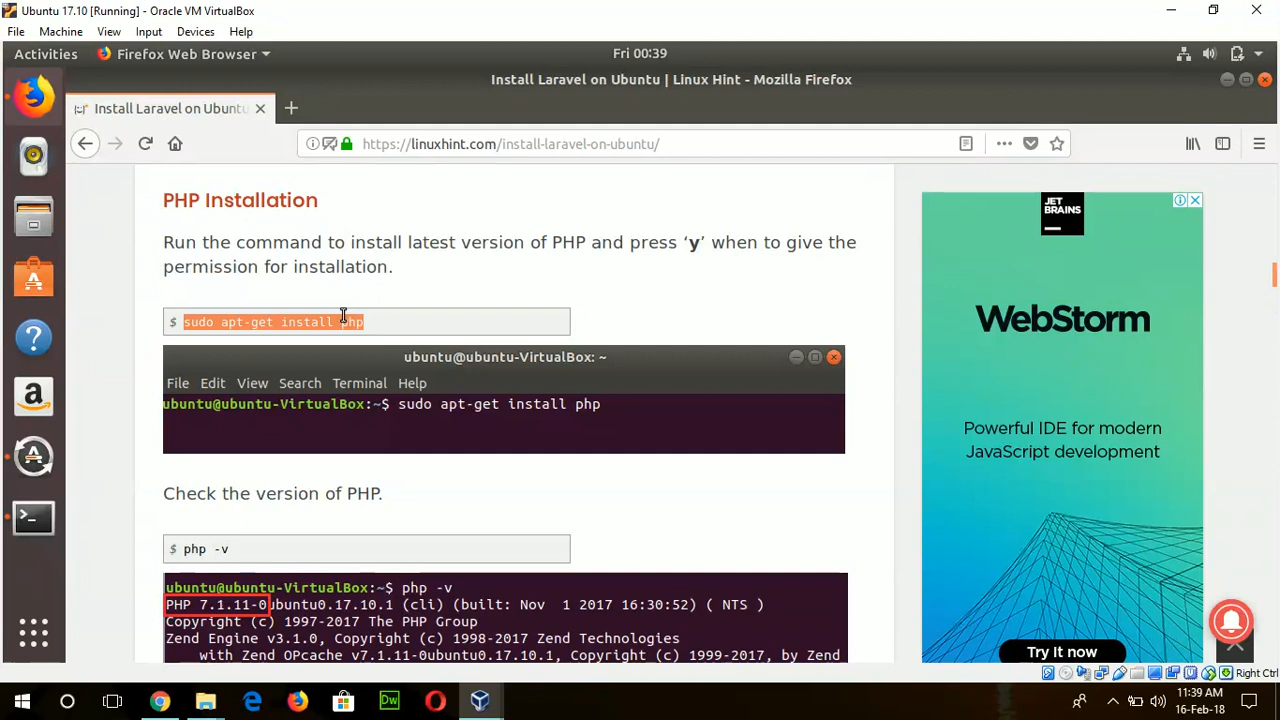 Ubuntu 17.10 [Running] - Oracle VM VirtualBox
File Machine View Input Devices Help
Activities Firefox Web Browser Fri 00:39
Install Laravel on Ubuntu | Linux Hint - Mozilla Firefox
Install Laravel on Ubuntu
https://linuxhint.com/install-laravel-on-ubuntu/
PHP Installation
Run the command to install latest version of PHP and press ‘y’ when to give the
permission for installation.
$ sudo apt-get install php
ubuntu@ubuntu-VirtualBox: ~
File Edit View Search Terminal Help
ubuntu@ubuntu-VirtualBox:~$ sudo apt-get install php
Check the version of PHP.
$ php -v
ubuntu@ubuntu-VirtualBox:~$ php -v
PHP 7.1.11-0ubuntu0.17.10.1 (cli) (built: Nov 1 2017 16:30:52) ( NTS )
Copyright (c) 1997-2017 The PHP Group
Zend Engine v3.1.0, Copyright (c) 1998-2017 Zend Technologies
with Zend OPcache v7.1.11-0ubuntu0.17.10.1, Copyright (c) 1999-2017, by Zend
JET
BRAINS
WebStorm
Powerful IDE for modern
JavaScript development
Try it now
Right Ctrl
Dw
11:39 AM
16-Feb-18